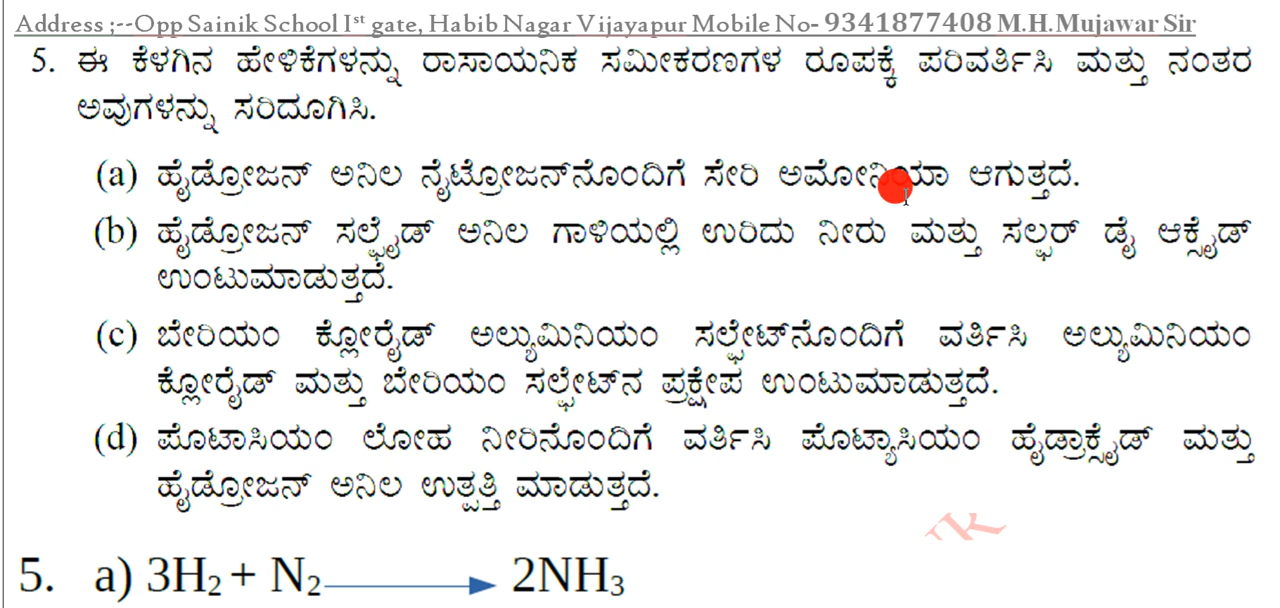 Address ;--Opp Sainik School Iˢᵗ gate, Habib Nagar Vijayapur Mobile No- 9341877408 M.H.Mujawar Sir
5. ಈ ಕೆಳಗಿನ ಹೇಳಿಕೆಗಳನ್ನು ರಾಸಾಯನಿಕ ಸಮೀಕರಣಗಳ ರೂಪಕ್ಕೆ ಪರಿವರ್ತಿಸಿ ಮತ್ತು ನಂತರ
ಅವುಗಳನ್ನು ಸರಿದೂಗಿಸಿ.
(a) ಹೈಡ್ರೋಜನ್ ಅನಿಲ ನೈಟ್ರೋಜನ್‌ನೊಂದಿಗೆ ಸೇರಿ ಅಮೋನಿಯಾ ಆಗುತ್ತದೆ.
(b) ಹೈಡ್ರೋಜನ್ ಸಲ್ಫೈಡ್ ಅನಿಲ ಗಾಳಿಯಲ್ಲಿ ಉರಿದು ನೀರು ಮತ್ತು ಸಲ್ಫರ್ ಡೈ ಆಕ್ಸೈಡ್
ಉಂಟುಮಾಡುತ್ತದೆ.
(c) ಬೇರಿಯಂ ಕ್ಲೋರೈಡ್ ಅಲ್ಯುಮಿನಿಯಂ ಸಲ್ಫೇಟ್‌ನೊಂದಿಗೆ ವರ್ತಿಸಿ ಅಲ್ಯುಮಿನಿಯಂ
ಕ್ಲೋರೈಡ್ ಮತ್ತು ಬೇರಿಯಂ ಸಲ್ಫೇಟ್‌ನ ಪ್ರಕ್ಷೇಪ ಉಂಟುಮಾಡುತ್ತದೆ.
(d) ಪೊಟಾಸಿಯಂ ಲೋಹ ನೀರಿನೊಂದಿಗೆ ವರ್ತಿಸಿ ಪೊಟ್ಯಾಸಿಯಂ ಹೈಡ್ರಾಕ್ಸೈಡ್ ಮತ್ತು
ಹೈಡ್ರೋಜನ್ ಅನಿಲ ಉತ್ಪತ್ತಿ ಮಾಡುತ್ತದೆ.
5. a) 3H₂ + N₂ ⟶ 2NH₃